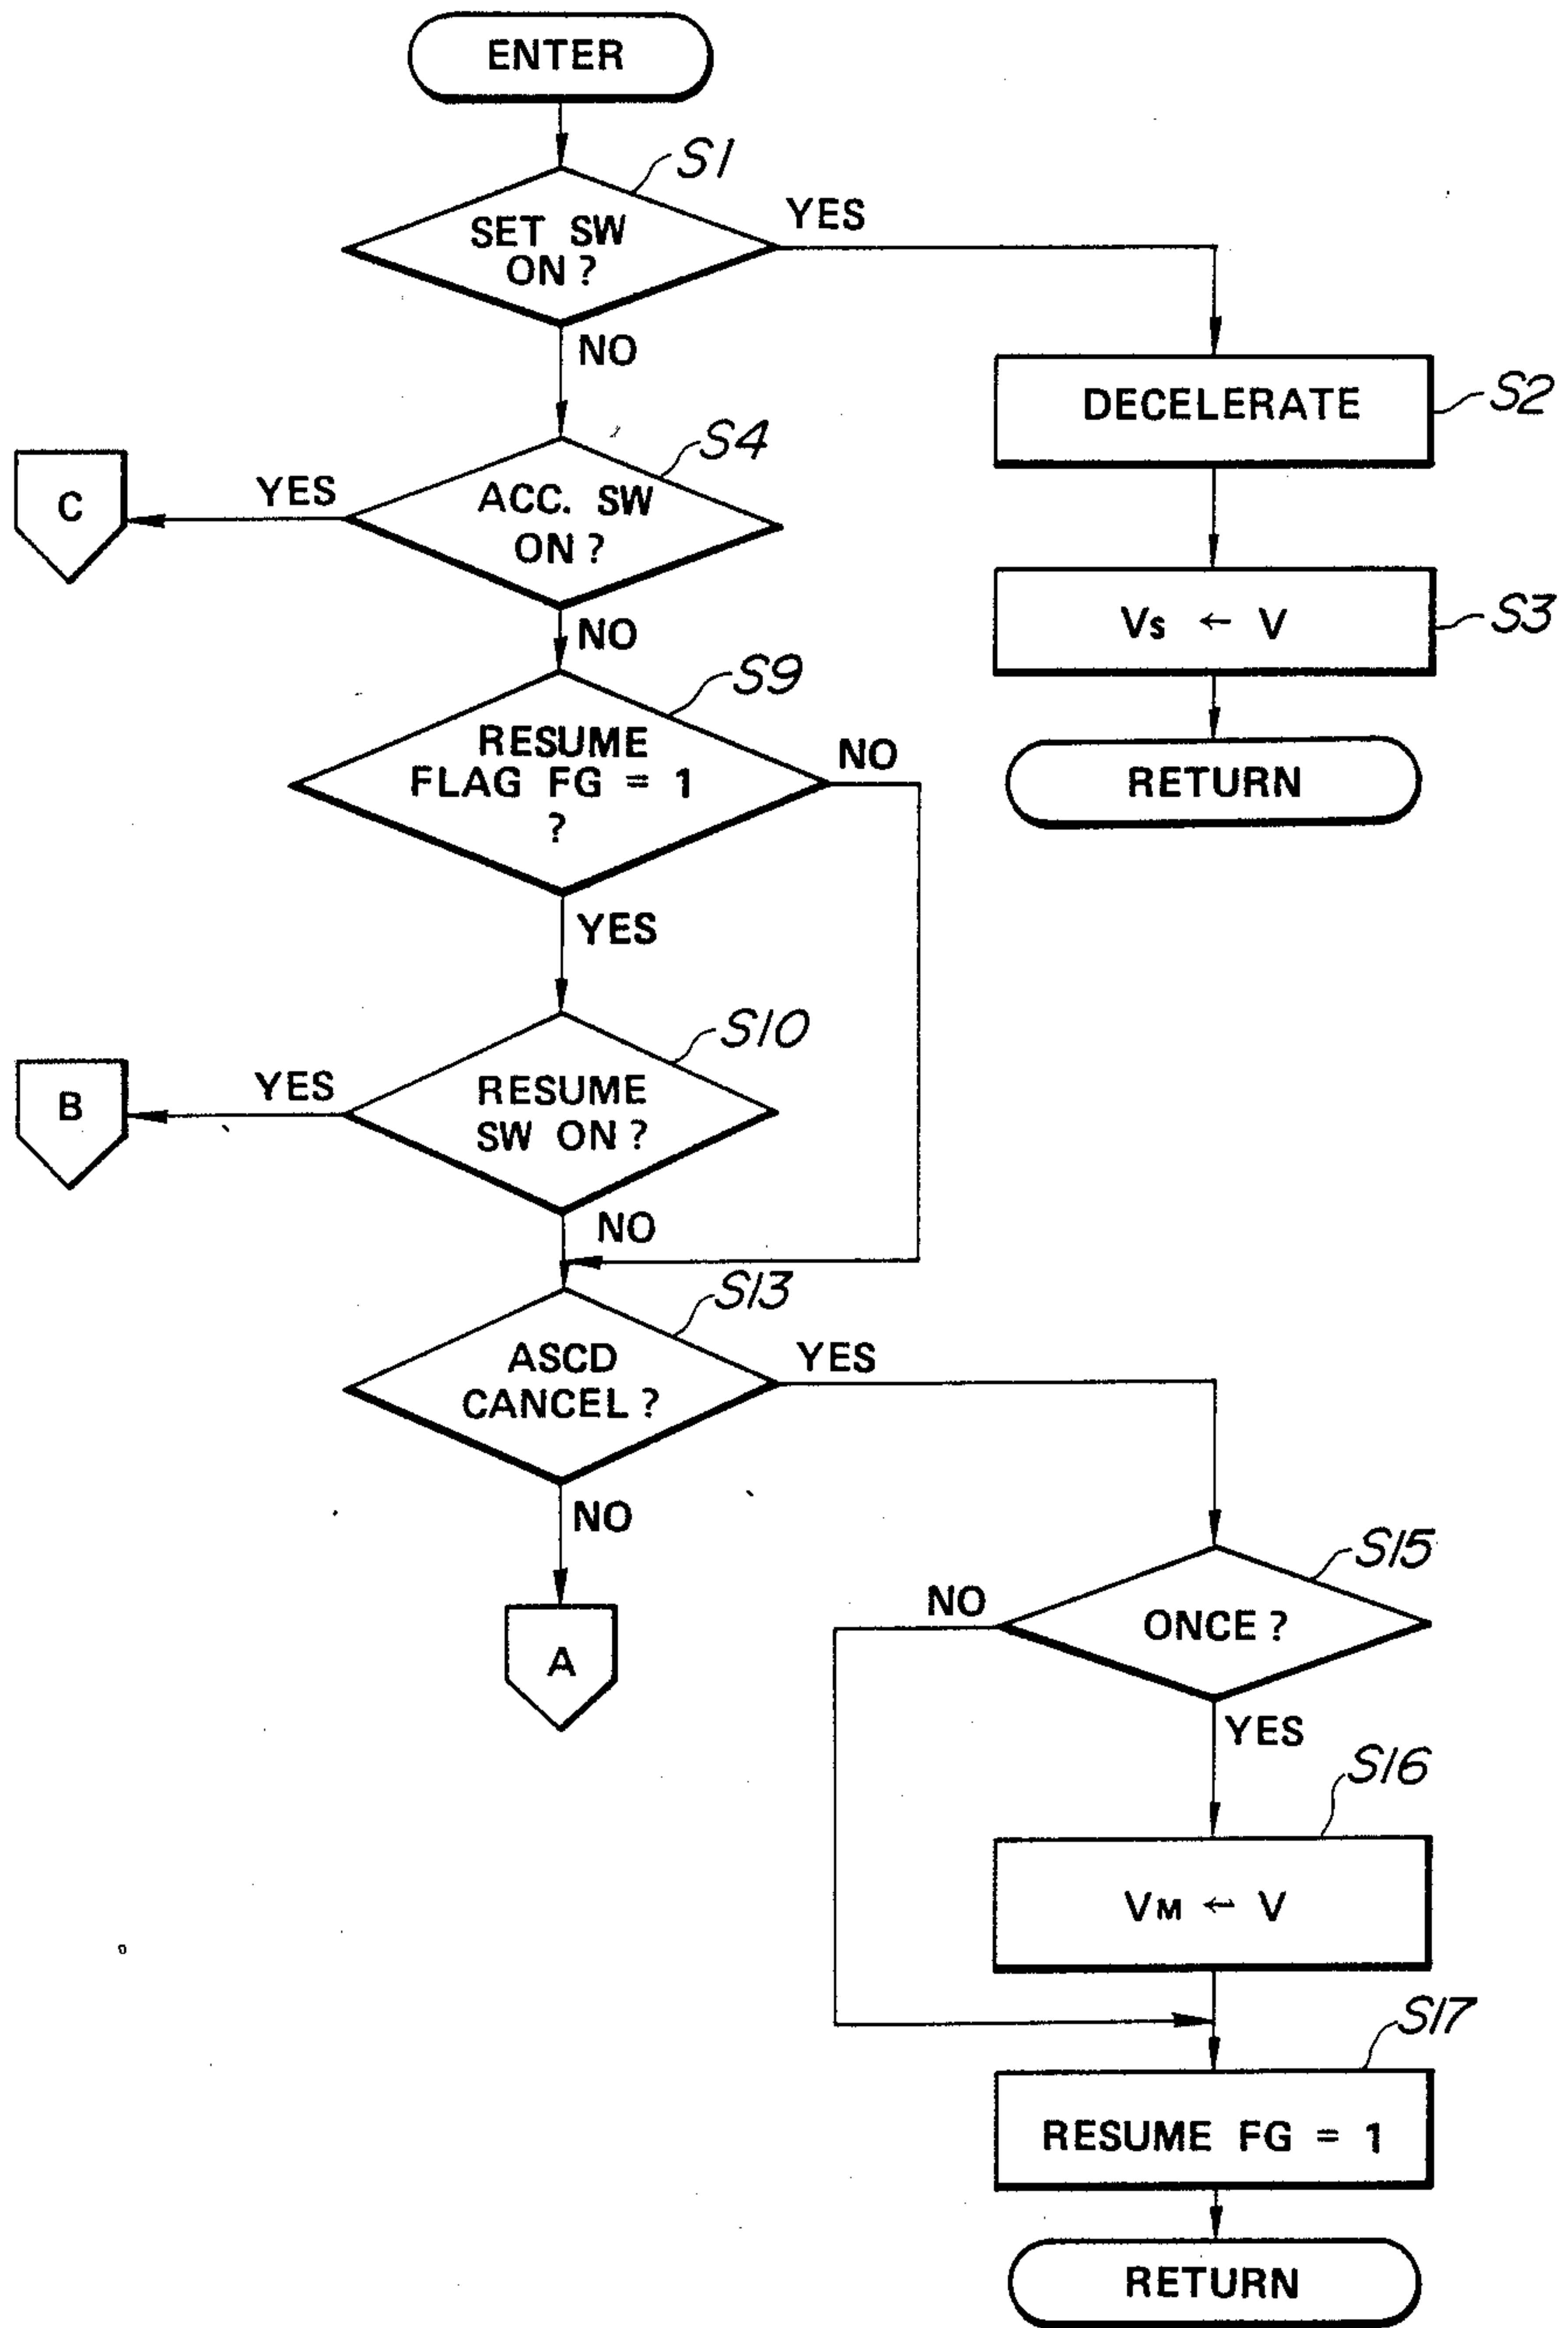 ENTER
S1
SET SW
ON ?
YES
NO
DECELERATE
S2
S4
ACC. SW
ON ?
YES
C
NO
Vs ← V
S3
RETURN
S9
RESUME
FLAG FG = 1
?
NO
YES
S10
RESUME
SW ON ?
YES
B
NO
S13
ASCD
CANCEL ?
YES
NO
A
S15
ONCE ?
NO
YES
S16
VM ← V
S17
RESUME FG = 1
RETURN